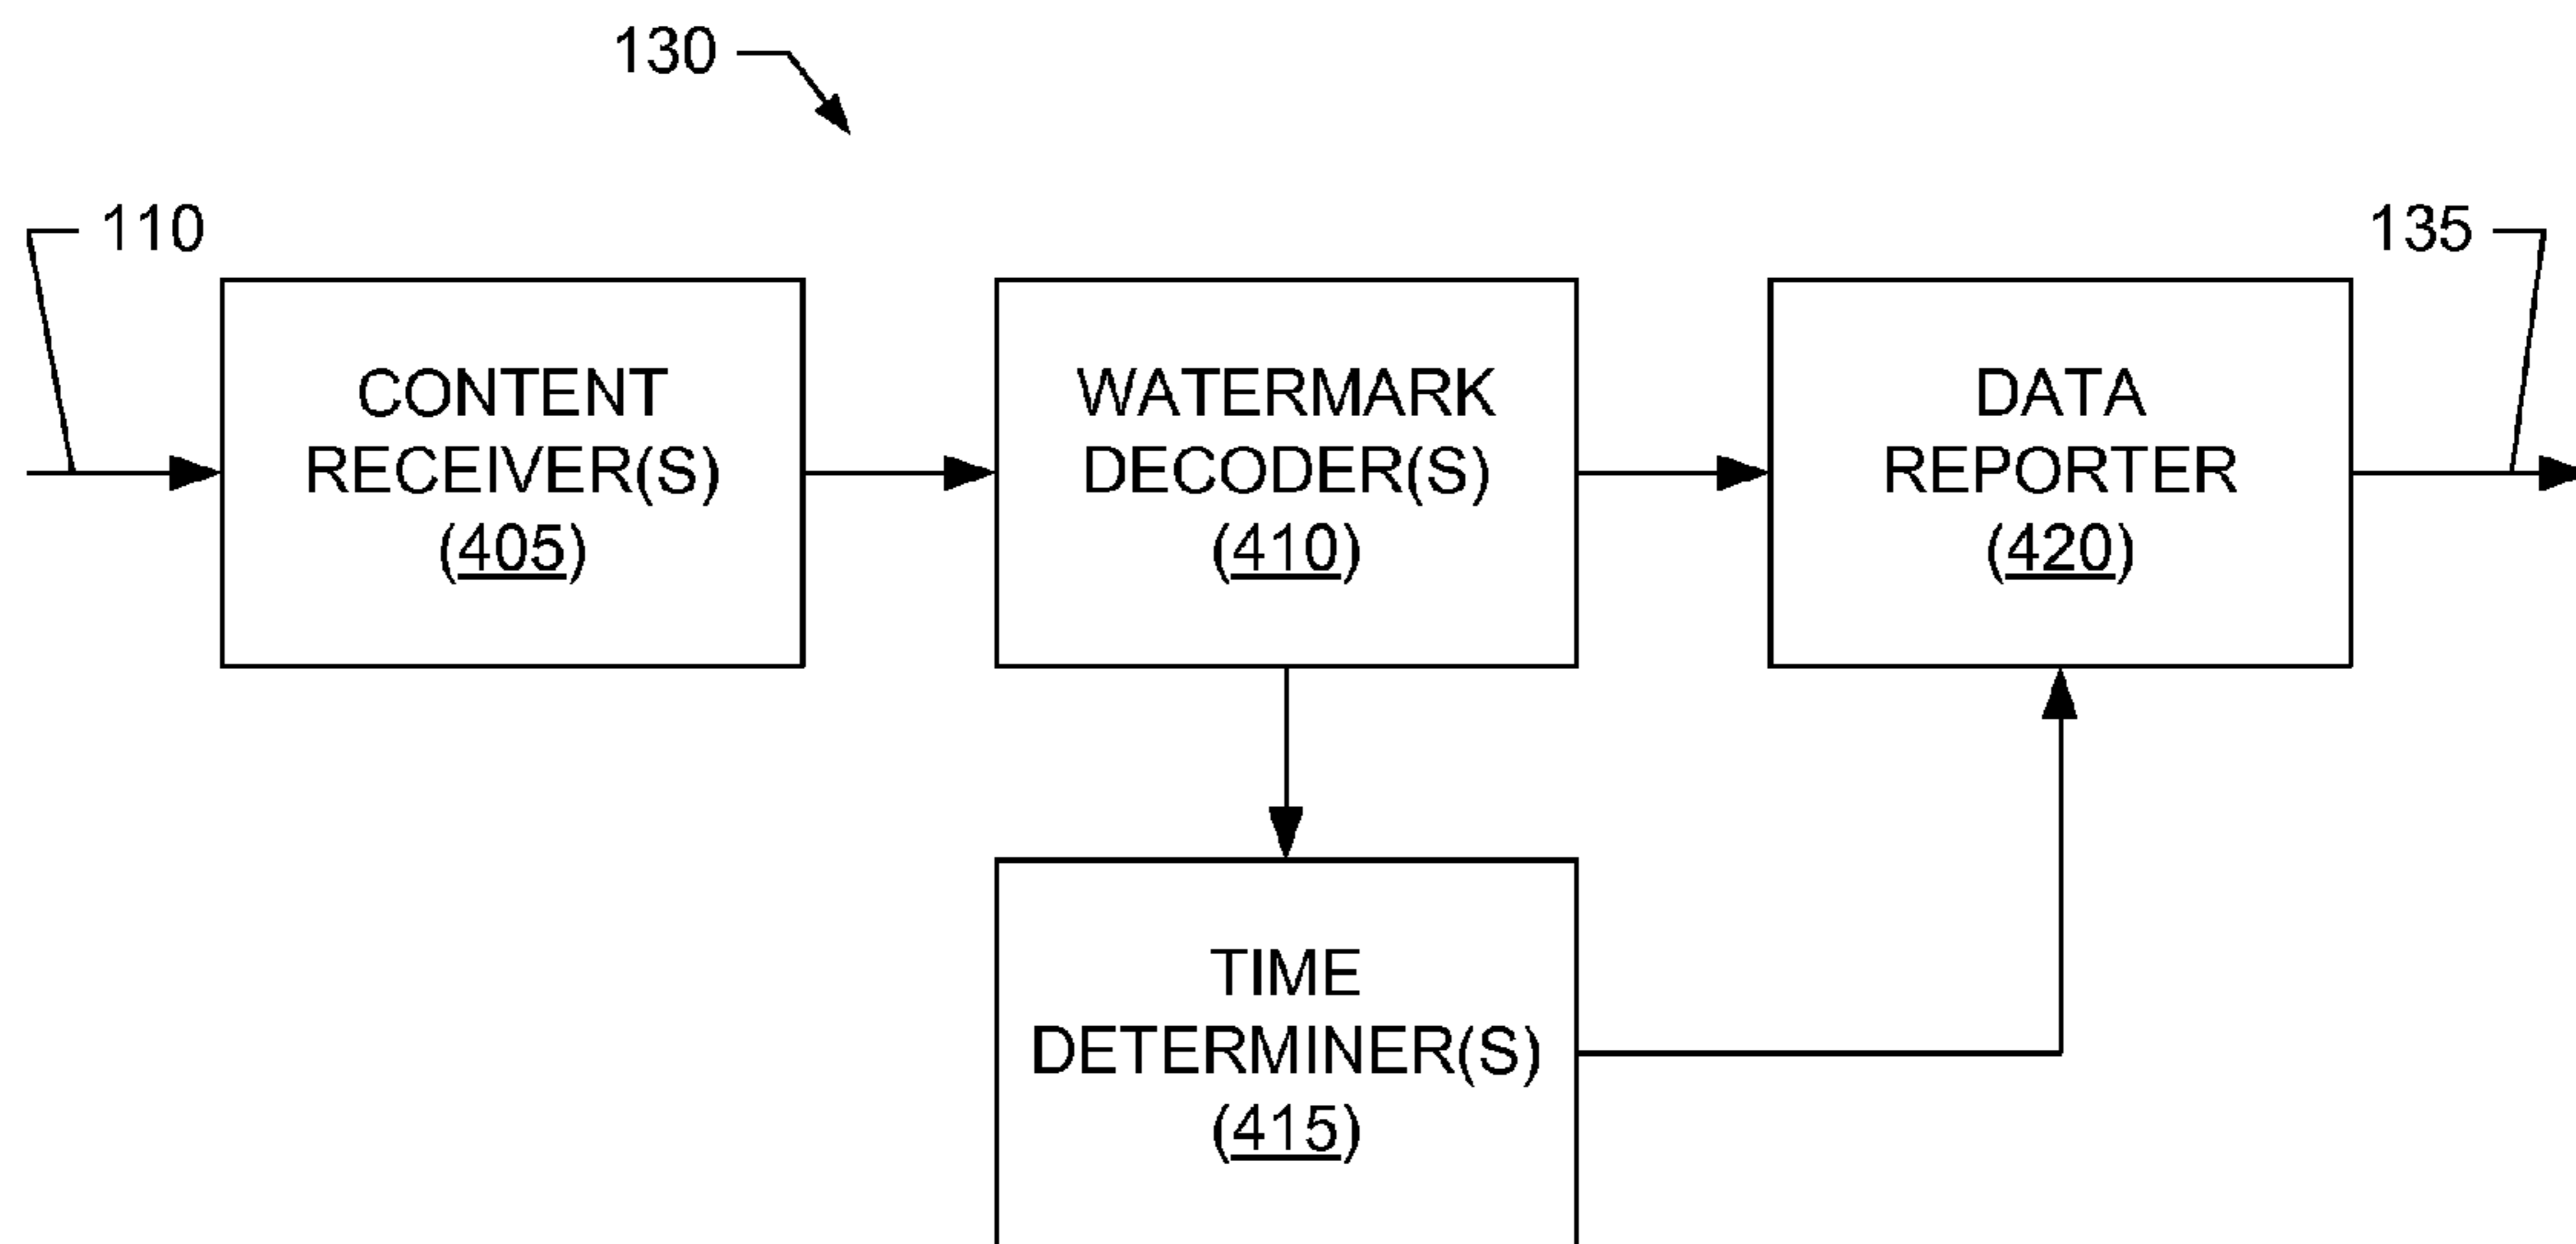 130
110
135
CONTENT
RECEIVER(S)
(405)
WATERMARK
DECODER(S)
(410)
DATA
REPORTER
(420)
TIME
DETERMINER(S)
(415)